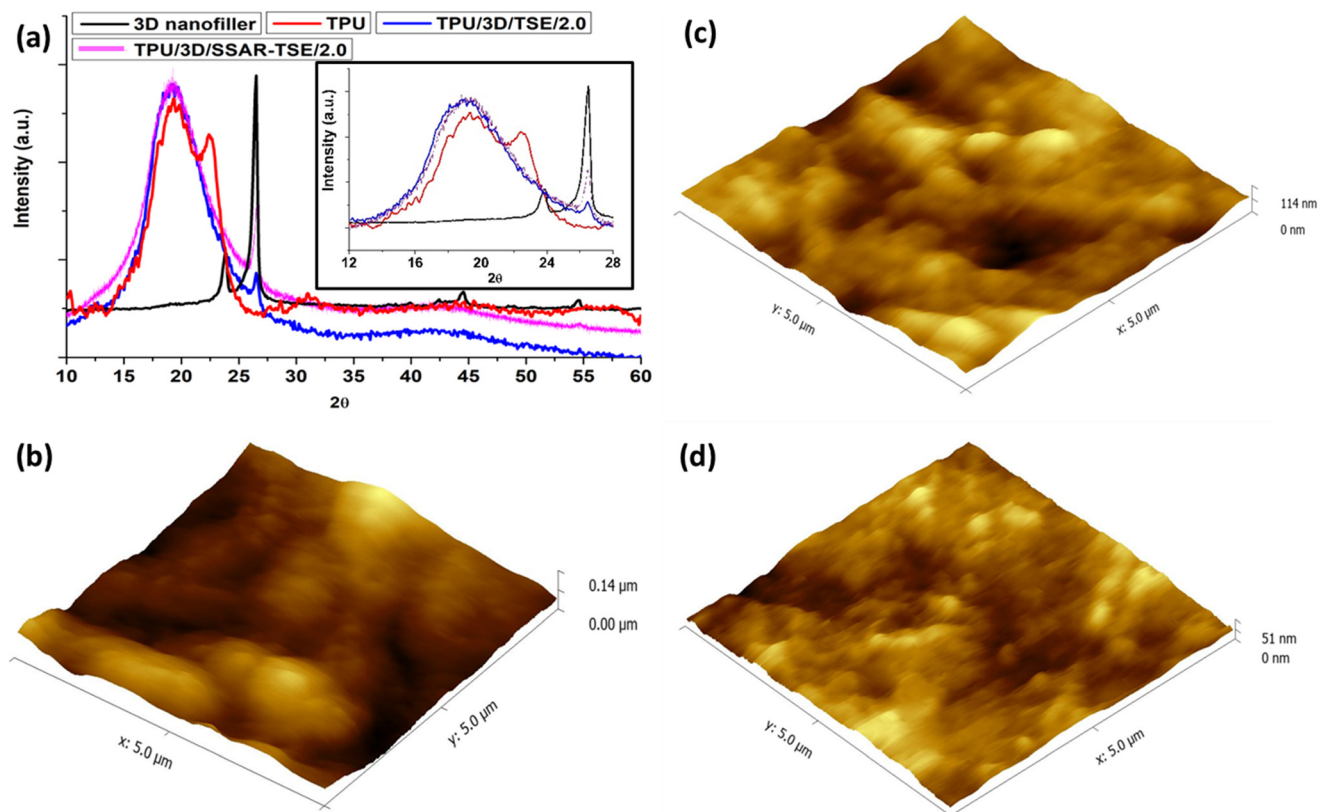 (a)
3D nanofiller TPU TPU/3D/TSE/2.0
TPU/3D/SSAR-TSE/2.0
Intensity (a.u.)
10 15 20 25 30 35 40 45 50 55 60
2θ
Intensity (a.u.)
12 16 20 24 28
2θ
(b)
0.14 µm
0.00 µm
x: 5.0 µm
y: 5.0 µm
(c)
114 nm
0 nm
y: 5.0 µm
x: 5.0 µm
(d)
51 nm
0 nm
y: 5.0 µm
x: 5.0 µm